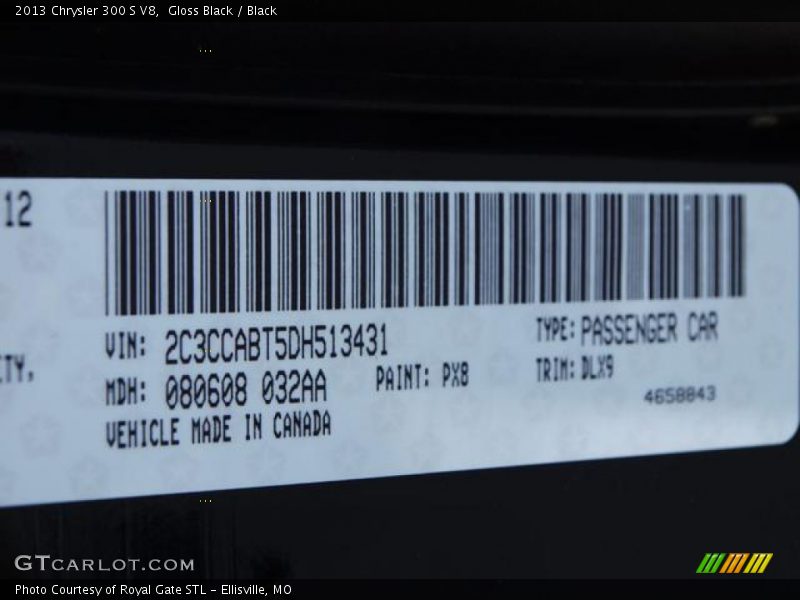 2013 Chrysler 300 S V8, Gloss Black / Black
12
ITY,
VIN: 2C3CCABT5DH513431
TYPE: PASSENGER CAR
MDH: 080608 032AA
PAINT: PX8
TRIM: DLX9
VEHICLE MADE IN CANADA
4658843
GTCARLOT.COM
Photo Courtesy of Royal Gate STL - Ellisville, MO